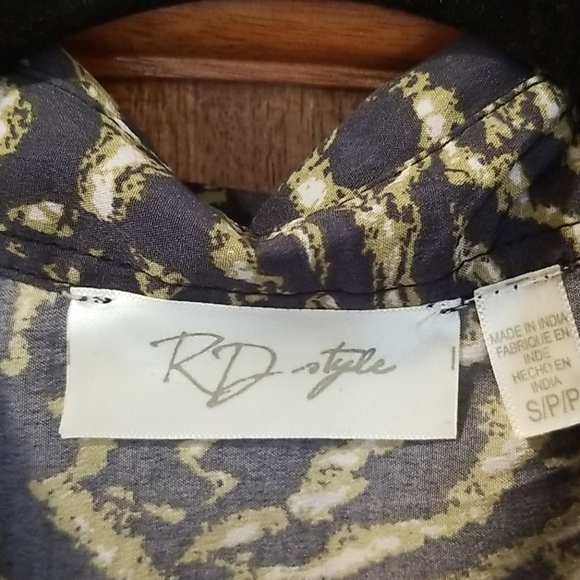 RD style
MADE IN INDIA
FABRIQUE EN
INDE
HECHO EN
INDIA
S/P/P